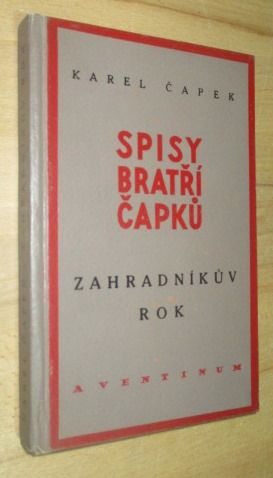 KAREL ČAPEK
SPISY
BRATŘÍ
ČAPKŮ
ZAHRADNÍKŮV
ROK
AVENTINUM